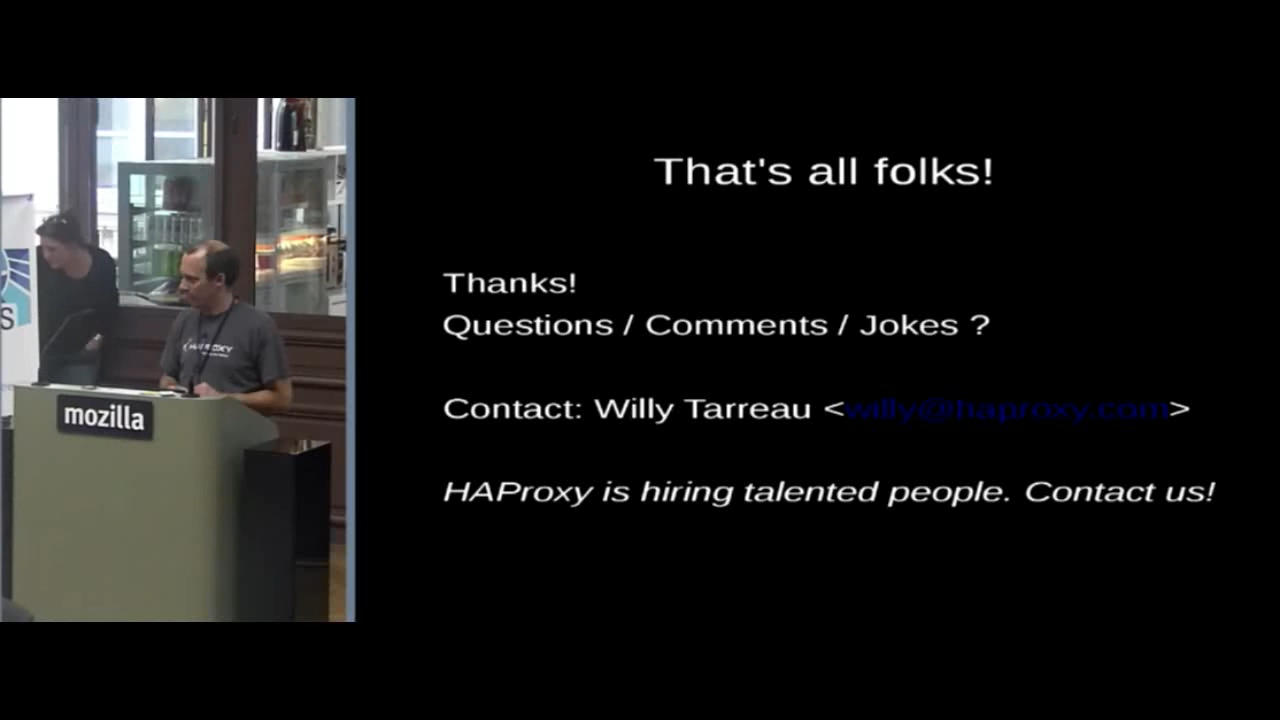 That's all folks!
Thanks!
Questions / Comments / Jokes ?
Contact: Willy Tarreau <willy@haproxy.com>
HAProxy is hiring talented people. Contact us!
mozilla
HAPROXY
S